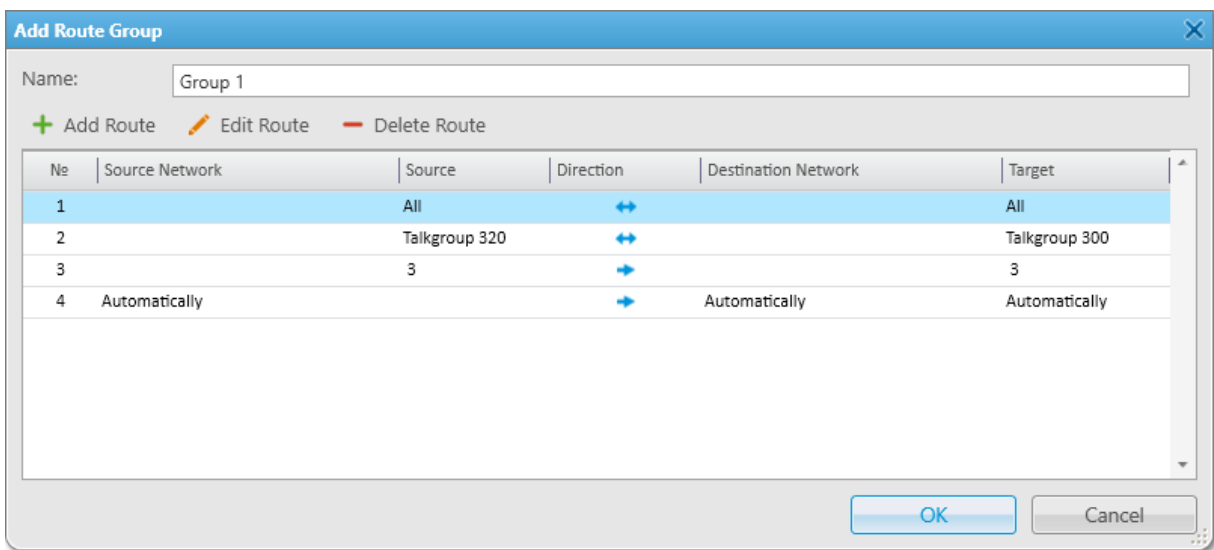 Add Route Group
Name: Group 1
Add Route Edit Route Delete Route
№ Source Network Source Direction Destination Network Target
1 All All
2 Talkgroup 320 Talkgroup 300
3 3 3
4 Automatically Automatically Automatically
OK Cancel